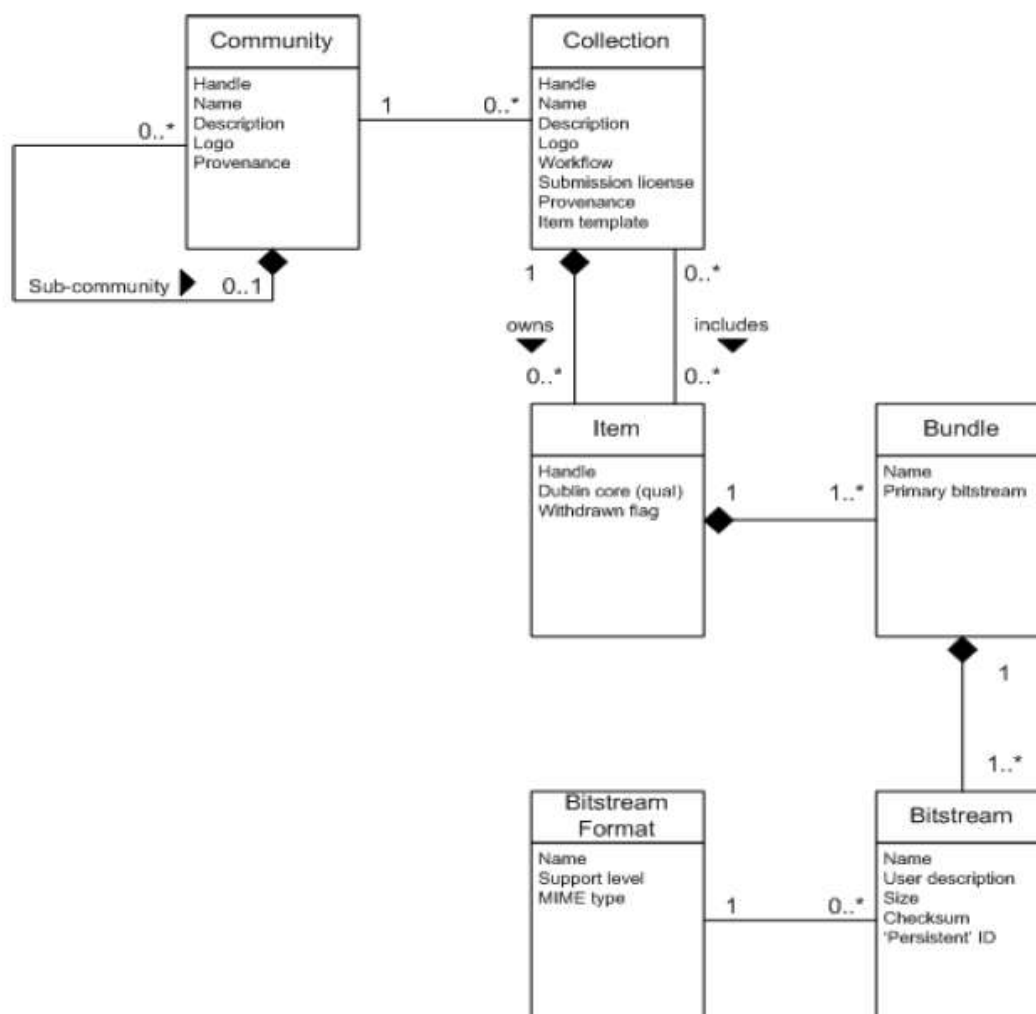 Community
Handle
Name
Description
Logo
Provenance
0..*
Sub-community
0..1
1
0..*
Collection
Handle
Name
Description
Logo
Workflow
Submission license
Provenance
Item template
1
0..*
owns
includes
0..*
0..*
Item
Handle
Dublin core (qual)
Withdrawn flag
1
1..*
Bundle
Name
Primary bitstream
1
1..*
Bitstream
Format
Name
Support level
MIME type
1
0..*
Bitstream
Name
User description
Size
Checksum
'Persistent' ID